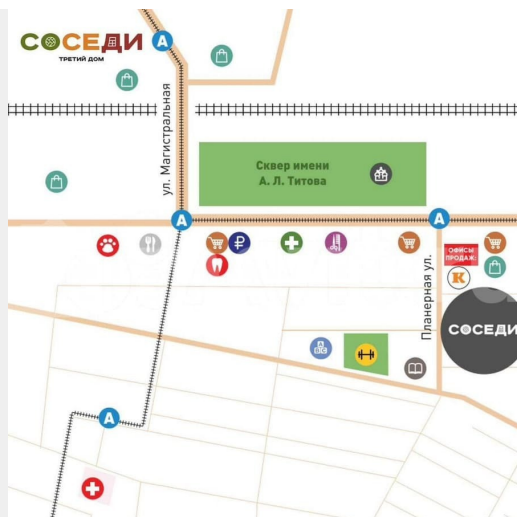 СОСЕДИ
ТРЕТИЙ ДОМ
А
ул. Магистральная
Сквер имени
А. Л. Титова
А
А
₽
ОФИСЫ
ПРОДАЖ:
К
Планерная ул.
СОСЕДИ
А